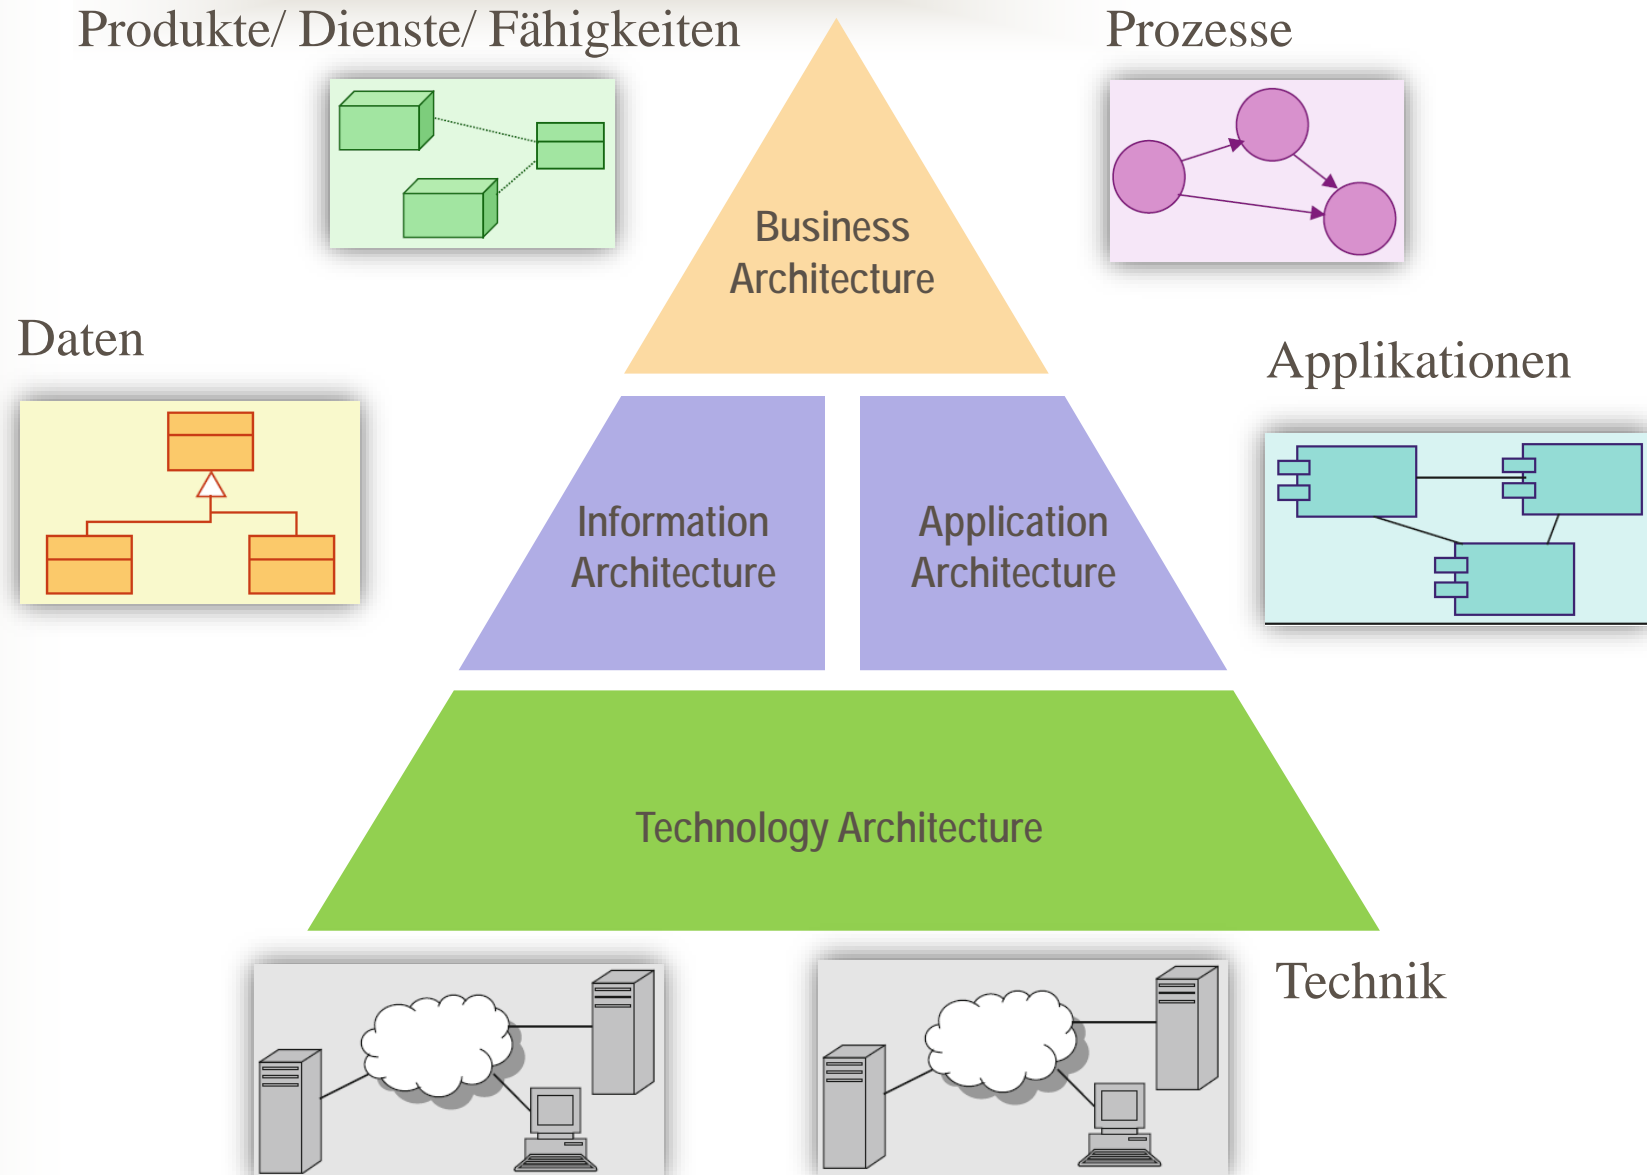 Produkte/ Dienste/ Fähigkeiten
Prozesse
Business
Architecture
Daten
Applikationen
Information
Architecture
Application
Architecture
Technology Architecture
Technik